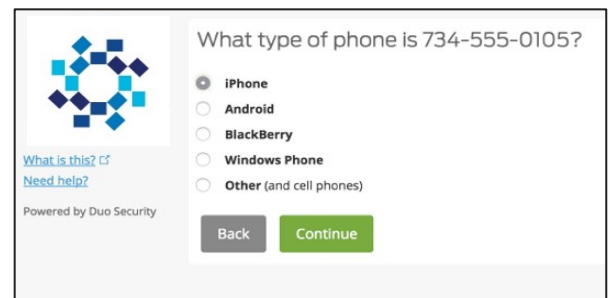 What type of phone is 734-555-0105?
iPhone
Android
BlackBerry
Windows Phone
Other (and cell phones)
Back
Continue
What is this?
Need help?
Powered by Duo Security